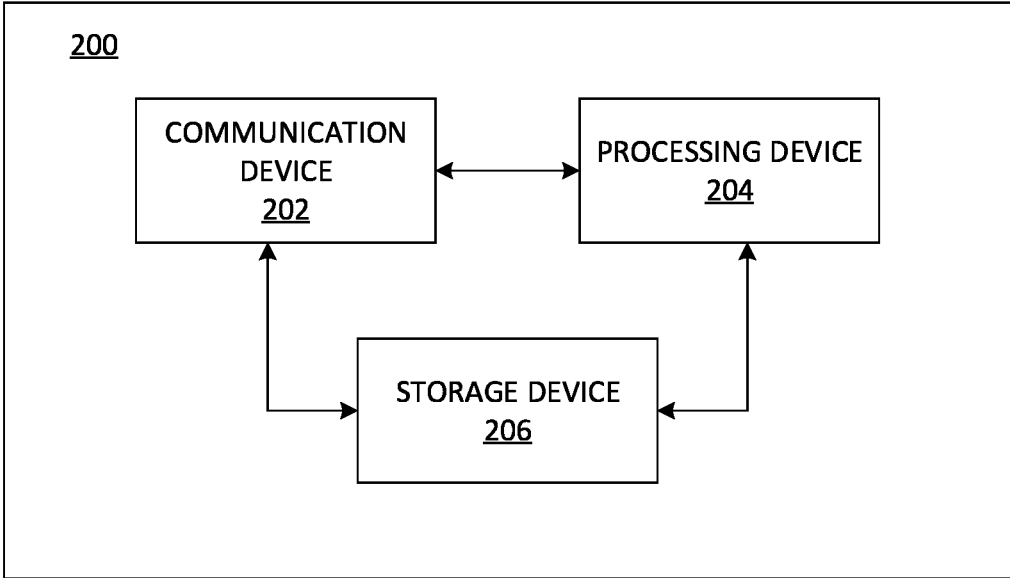 200
COMMUNICATION
DEVICE
202
PROCESSING DEVICE
204
STORAGE DEVICE
206